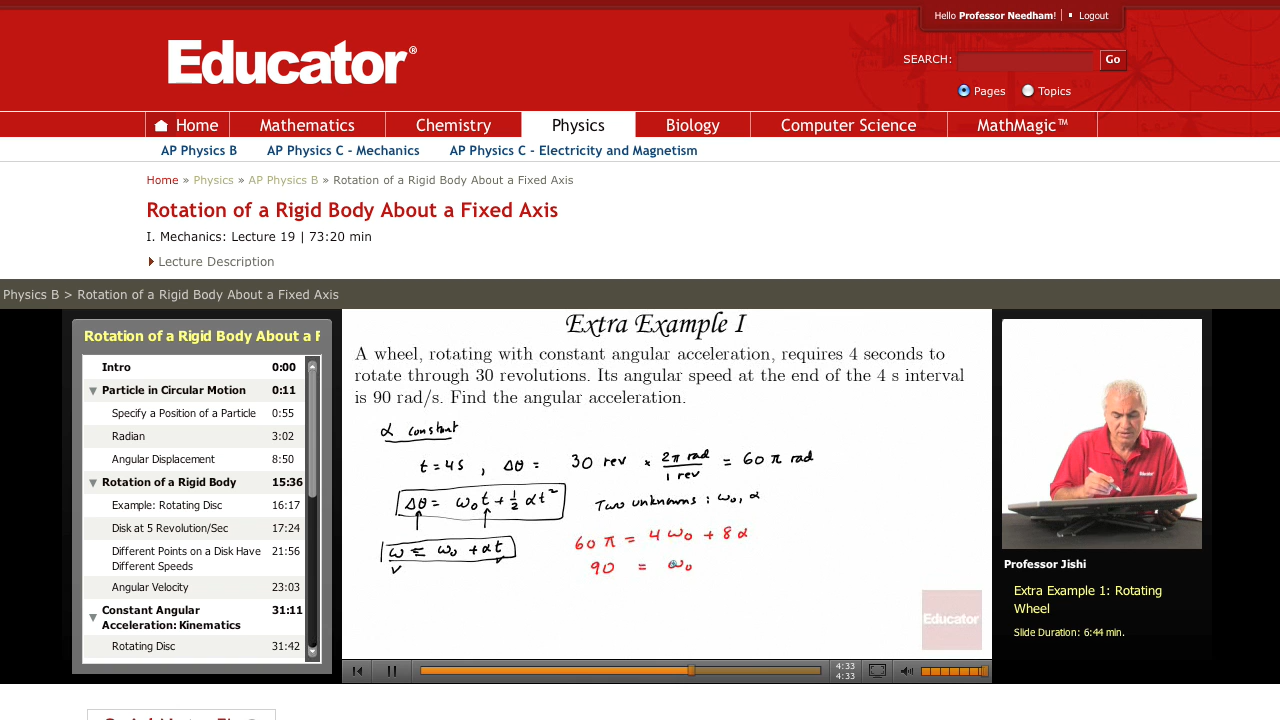 Hello Professor Needham! | Logout
Educator®
SEARCH: Go
Pages Topics
Home Mathematics Chemistry Physics Biology Computer Science MathMagic™
AP Physics B AP Physics C - Mechanics AP Physics C - Electricity and Magnetism
Home » Physics » AP Physics B » Rotation of a Rigid Body About a Fixed Axis
Rotation of a Rigid Body About a Fixed Axis
I. Mechanics: Lecture 19 | 73:20 min
Lecture Description
Physics B > Rotation of a Rigid Body About a Fixed Axis
Rotation of a Rigid Body About a F
Intro 0:00
Particle in Circular Motion 0:11
Specify a Position of a Particle 0:55
Radian 3:02
Angular Displacement 8:50
Rotation of a Rigid Body 15:36
Example: Rotating Disc 16:17
Disk at 5 Revolution/Sec 17:24
Different Points on a Disk Have 21:56
Different Speeds
Angular Velocity 23:03
Constant Angular 31:11
Acceleration: Kinematics
Rotating Disc 31:42
Extra Example I
A wheel, rotating with constant angular acceleration, requires 4 seconds to
rotate through 30 revolutions. Its angular speed at the end of the 4 s interval
is 90 rad/s. Find the angular acceleration.
α constant
t = 4 s , Δθ = 30 rev × 2π rad / 1 rev = 60 π rad
Δθ = ω₀ t + ½ α t²
Two unknowns : ω₀, α
ω = ω₀ + α t
60 π = 4 ω₀ + 8 α
90 = ω₀
Educator
4:33
4:33
Educator
Professor Jishi
Extra Example 1: Rotating
Wheel
Slide Duration: 6:44 min.